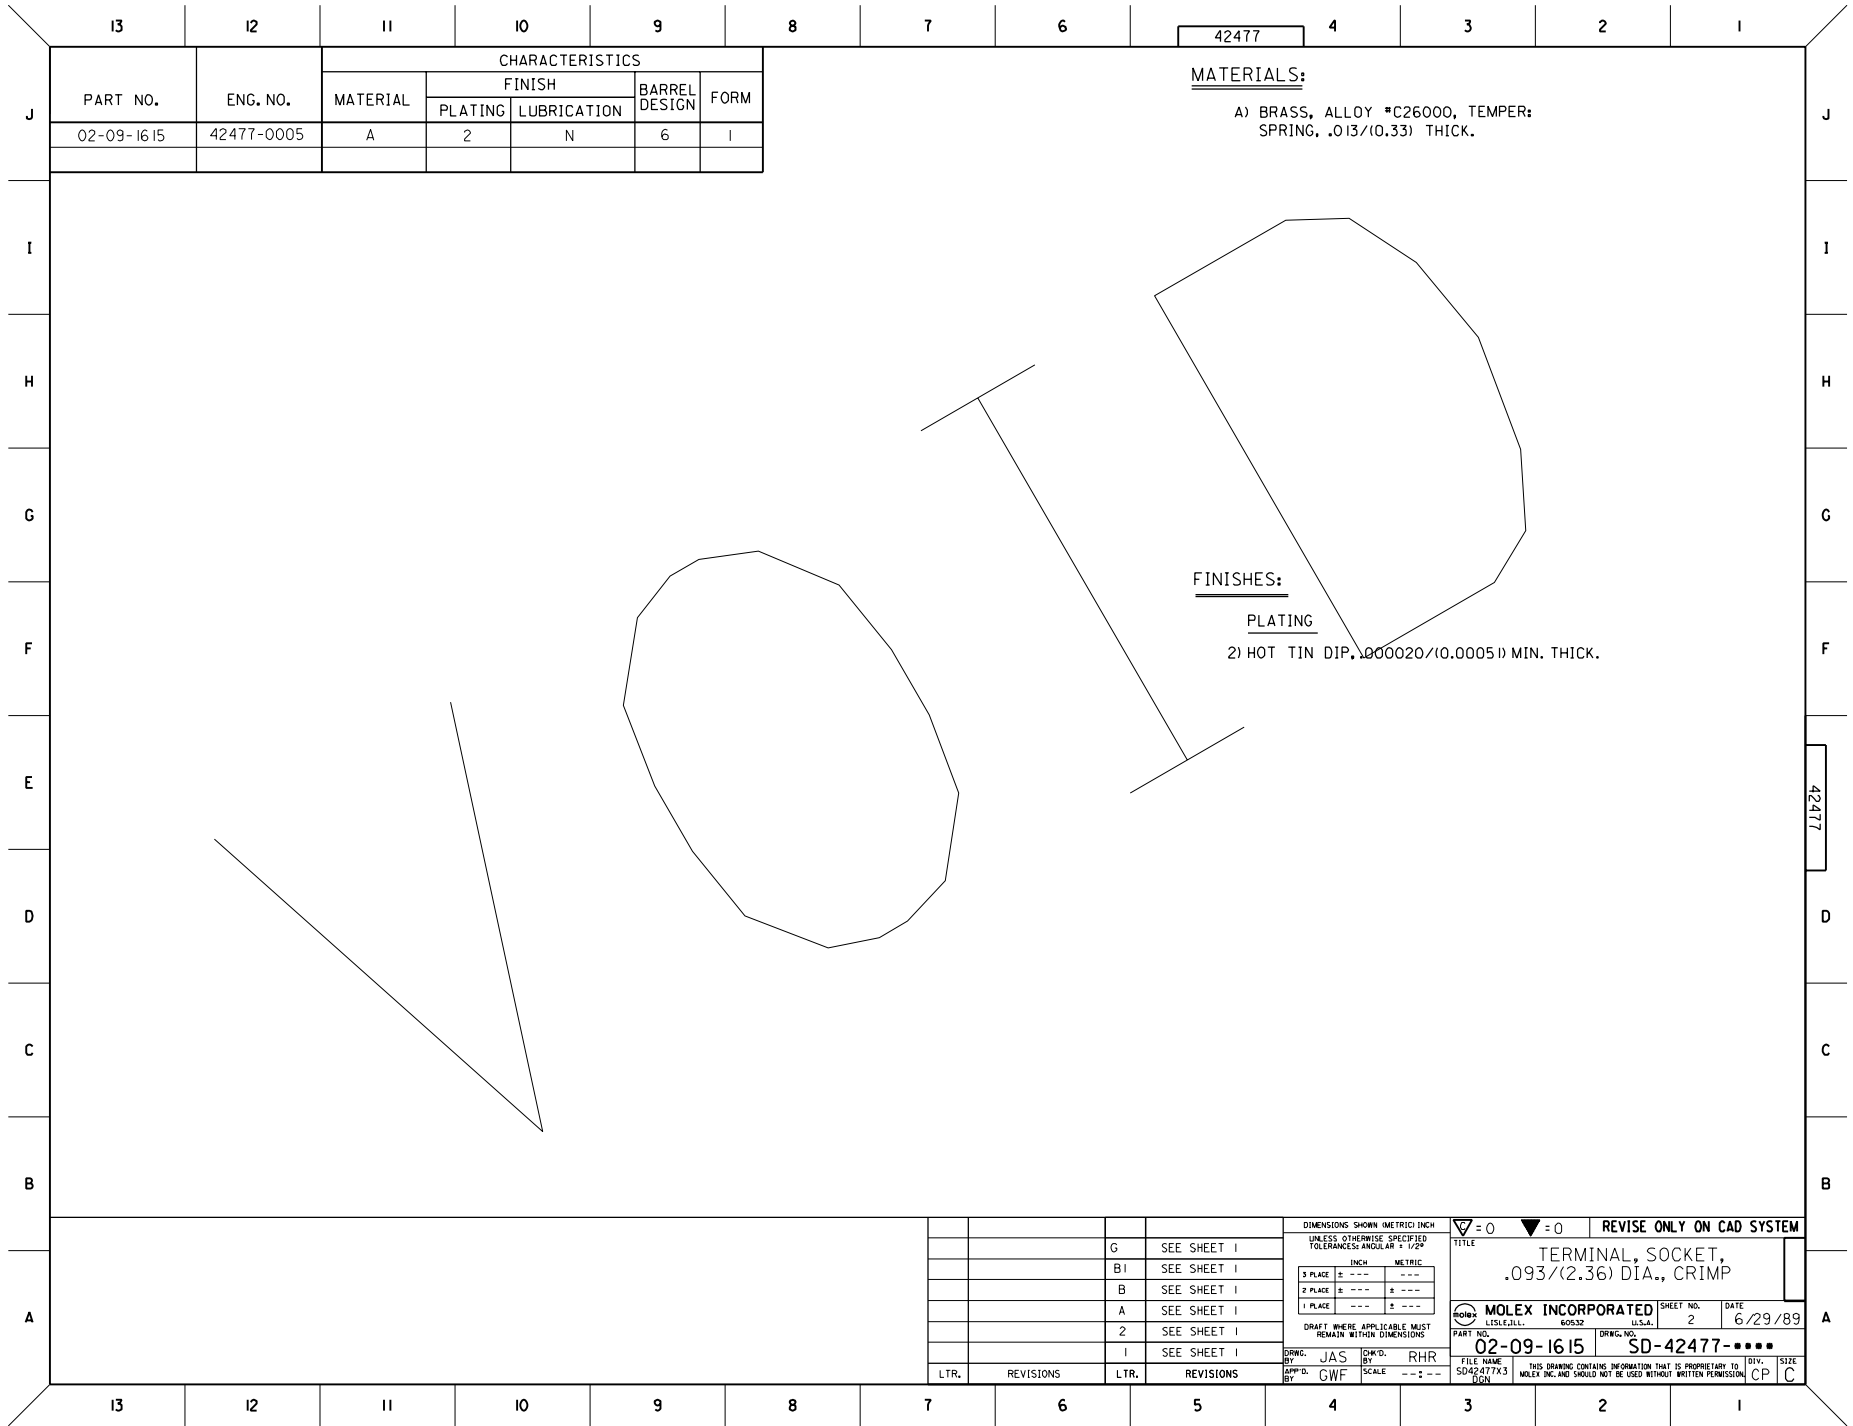 13 12 11 10 9 8 7 6 5 4 3 2 1
42477
J I H G F E D C B A
J I H G F E D C B A
PART NO. ENG. NO. CHARACTERISTICS
MATERIAL FINISH BARREL DESIGN FORM
PLATING LUBRICATION
02-09-1615 42477-0005 A 2 N 6 1
MATERIALS:
A) BRASS, ALLOY #C26000, TEMPER:
SPRING, .013/(0.33) THICK.
VOID
FINISHES:
PLATING
2) HOT TIN DIP, .000020/(0.00051) MIN. THICK.
42477
G SEE SHEET 1
B1 SEE SHEET 1
B SEE SHEET 1
A SEE SHEET 1
2 SEE SHEET 1
1 SEE SHEET 1
LTR. REVISIONS LTR. REVISIONS
DIMENSIONS SHOWN (METRIC) INCH
UNLESS OTHERWISE SPECIFIED
TOLERANCES: ANGULAR ± 1/2°
INCH METRIC
3 PLACE ± --- ---
2 PLACE ± --- ± ---
1 PLACE --- ± ---
DRAFT WHERE APPLICABLE MUST
REMAIN WITHIN DIMENSIONS
DRWG. BY JAS CHK'D. BY RHR
APP'D. BY GWF SCALE --:--
C = 0 = 0 REVISE ONLY ON CAD SYSTEM
TITLE
TERMINAL, SOCKET,
.093/(2.36) DIA., CRIMP
molex MOLEX INCORPORATED
LISLE,ILL. 60532 U.S.A.
SHEET NO. 2
DATE 6/29/89
PART NO. 02-09-1615
DRWG. NO. SD-42477-****
FILE NAME
SD42477X3
DGN
THIS DRAWING CONTAINS INFORMATION THAT IS PROPRIETARY TO
MOLEX INC. AND SHOULD NOT BE USED WITHOUT WRITTEN PERMISSION.
DIV. CP
SIZE C
13 12 11 10 9 8 7 6 5 4 3 2 1